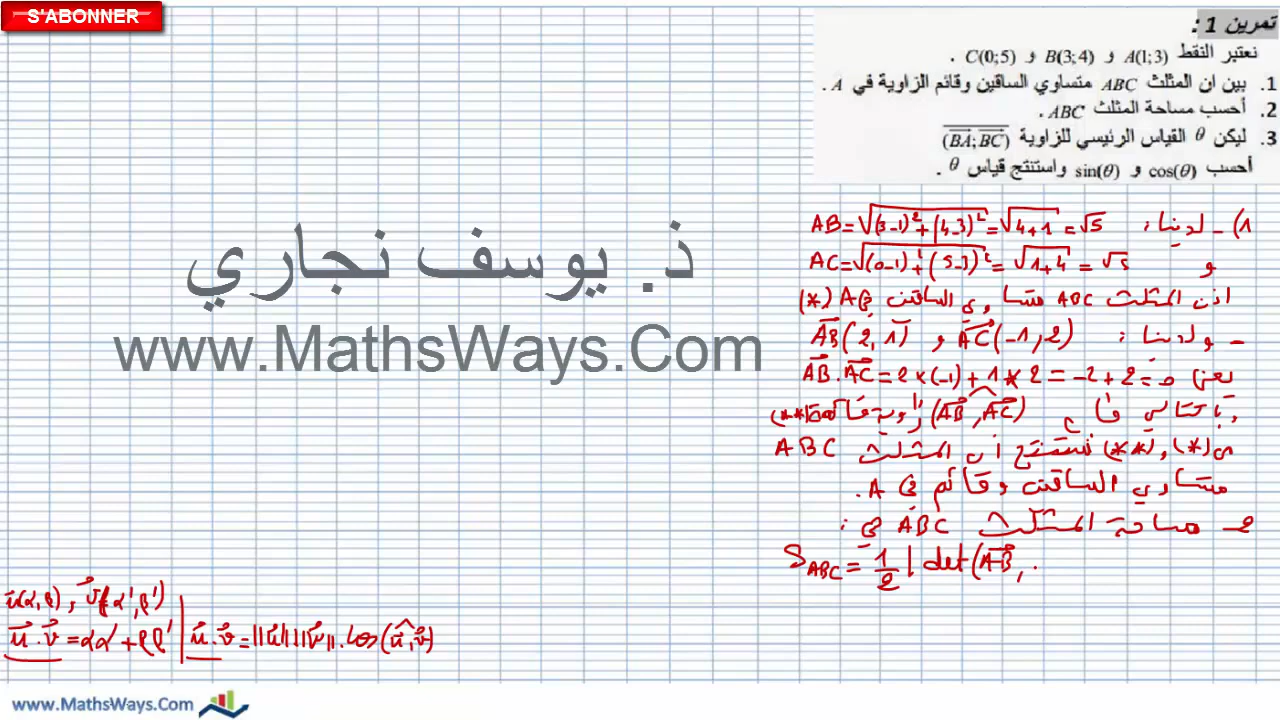 S'ABONNER
تمرين 1 :
نعتبر النقط A(1;3) و B(3;4) و C(0;5) .
1. بين ان المثلث ABC متساوي الساقين وقائم الزاوية في A .
2. أحسب مساحة المثلث ABC .
3. ليكن θ القياس الرئيسي للزاوية (BA;BC)
أحسب cos(θ) و sin(θ) واستنتج قياس θ .
1) - لدينا : AB=√(3-1)²+(4-3)²=√4+1=√5
و AC=√(0-1)²+(5-3)²=√1+4=√5
اذن المثلث ABC متساوي الساقين في A (*)
- ولدينا : AB(2,1) و AC(-1,2)
يعني AB.AC=2×(-1)+1×2=-2+2=0
وبالتالي فان (AB,AC) زاوية قائمة (**)
من (*) و (**) نستنتج أن المثلث ABC
متساوي الساقين وقائم في A.
2- مساحة المثلث ABC هي :
S_ABC=1/2|det(AB,
ذ. يوسف نجاري
www.MathsWays.Com
u(α,β), v(α',β')
u.v=αα'+ββ' | u.v=||u||||v||.cos(u,v)
www.MathsWays.Com